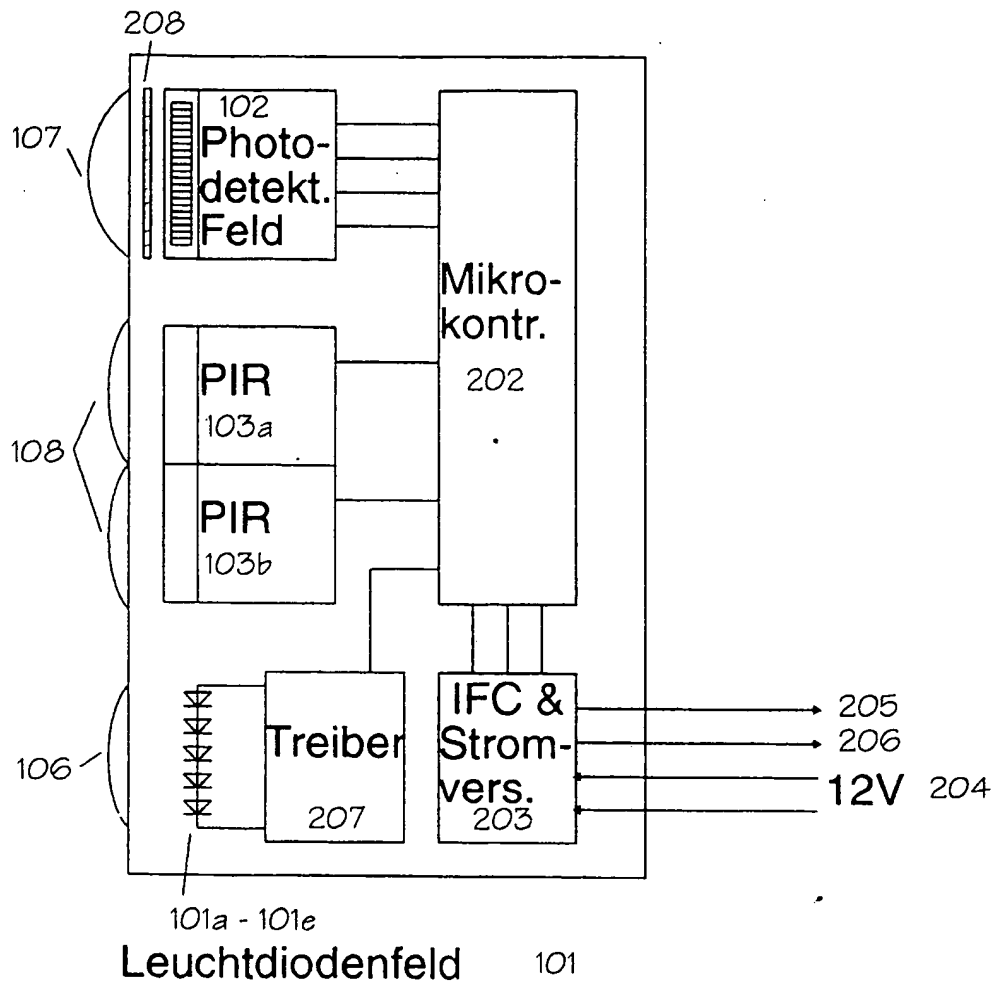 208
107
102
Photo-
detekt.
Feld
Mikro-
kontr.
202
PIR
103a
108
PIR
103b
IFC &
Strom-
vers.
203
205
206
12V 204
Treiber
207
106
101a - 101e
Leuchtdiodenfeld 101